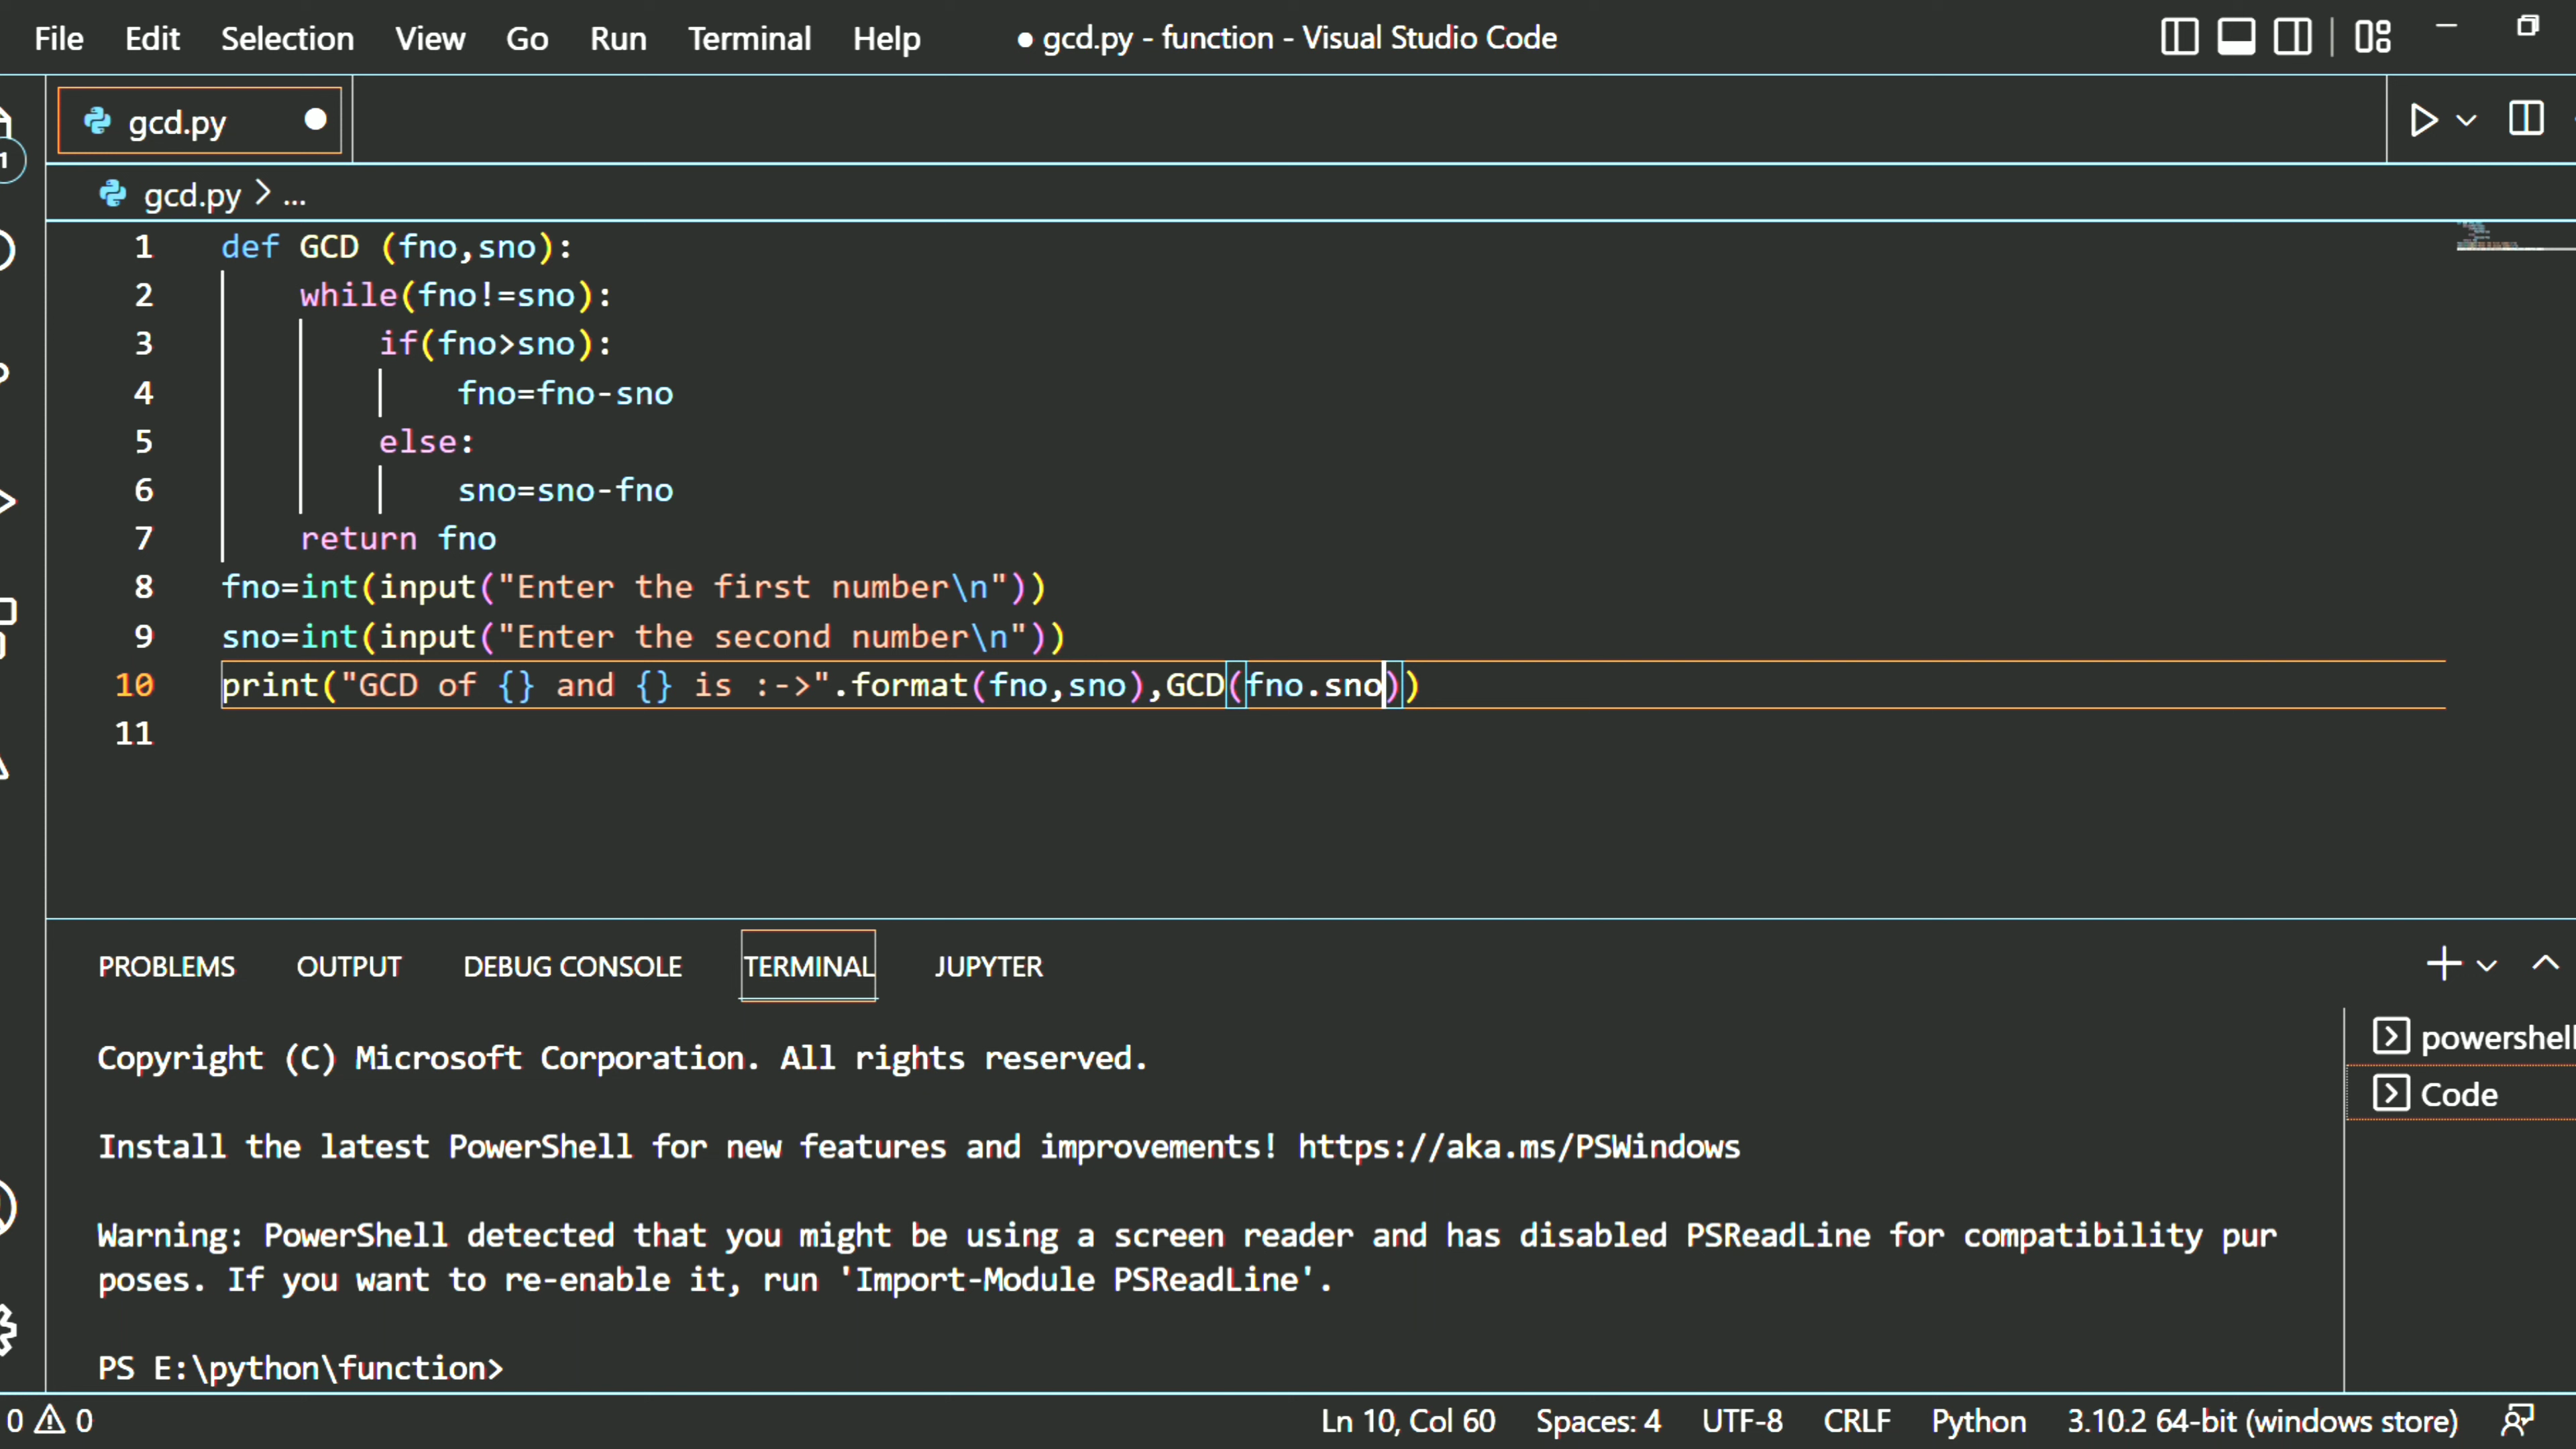 File Edit Selection View Go Run Terminal Help ● gcd.py - function - Visual Studio Code
gcd.py ●
1
gcd.py > ...
1 def GCD (fno,sno):
2     while(fno!=sno):
3         if(fno>sno):
4             fno=fno-sno
5         else:
6             sno=sno-fno
7     return fno
8 fno=int(input("Enter the first number\n"))
9 sno=int(input("Enter the second number\n"))
10 print("GCD of {} and {} is :->".format(fno,sno),GCD(fno.sno))
11
PROBLEMS OUTPUT DEBUG CONSOLE TERMINAL JUPYTER
powershell
Code
Copyright (C) Microsoft Corporation. All rights reserved.
Install the latest PowerShell for new features and improvements! https://aka.ms/PSWindows
Warning: PowerShell detected that you might be using a screen reader and has disabled PSReadLine for compatibility pur
poses. If you want to re-enable it, run 'Import-Module PSReadLine'.
PS E:\python\function>
0 0 Ln 10, Col 60 Spaces: 4 UTF-8 CRLF Python 3.10.2 64-bit (windows store)